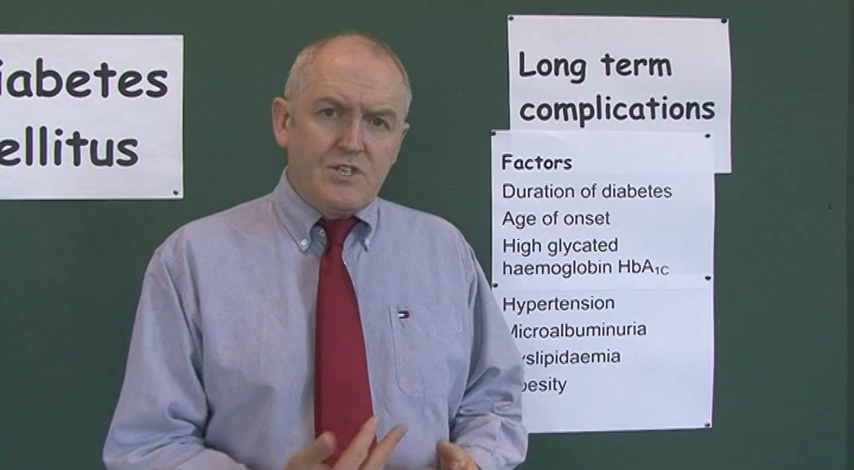 iabetes
ellitus
Long term
complications
Factors
Duration of diabetes
Age of onset
High glycated
haemoglobin HbA1C
Hypertension
Microalbuminuria
yslipidaemia
besity